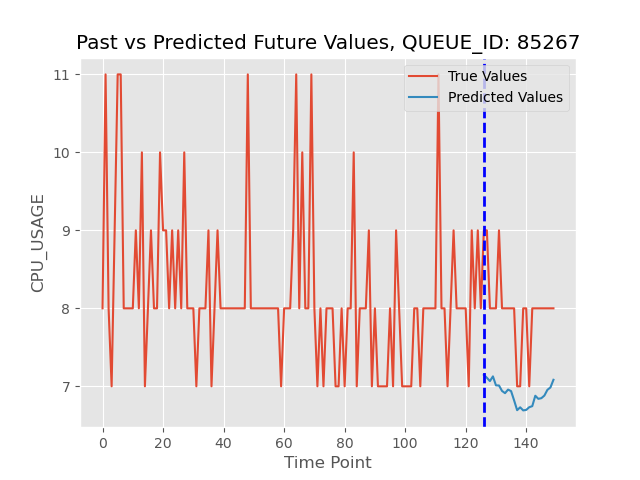 Past vs Predicted Future Values, QUEUE_ID: 85267
True Values
Predicted Values
CPU_USAGE
11
10
9
8
7
0 20 40 60 80 100 120 140
Time Point